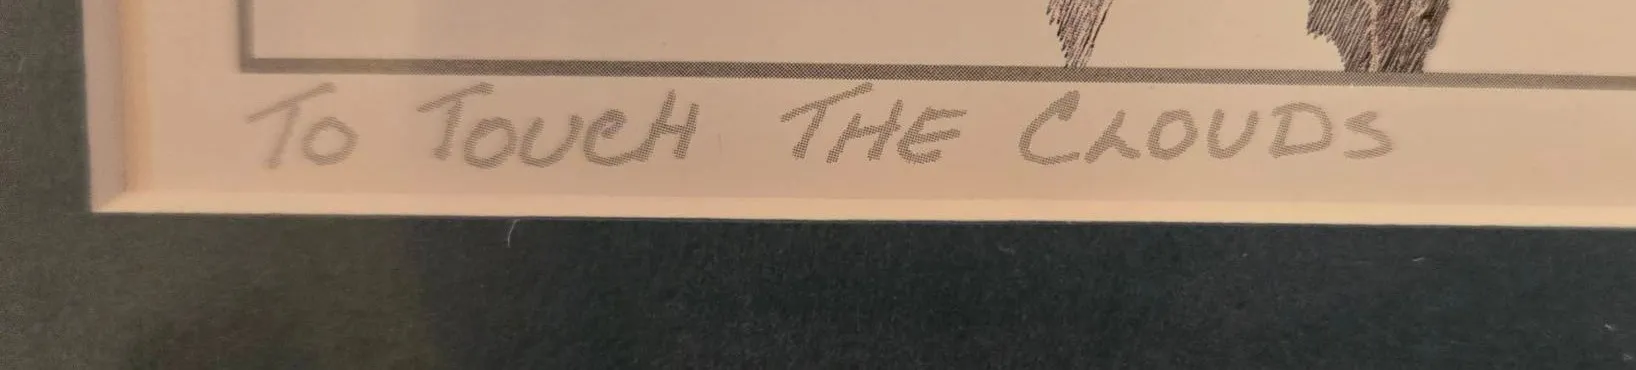 To Touch The Clouds